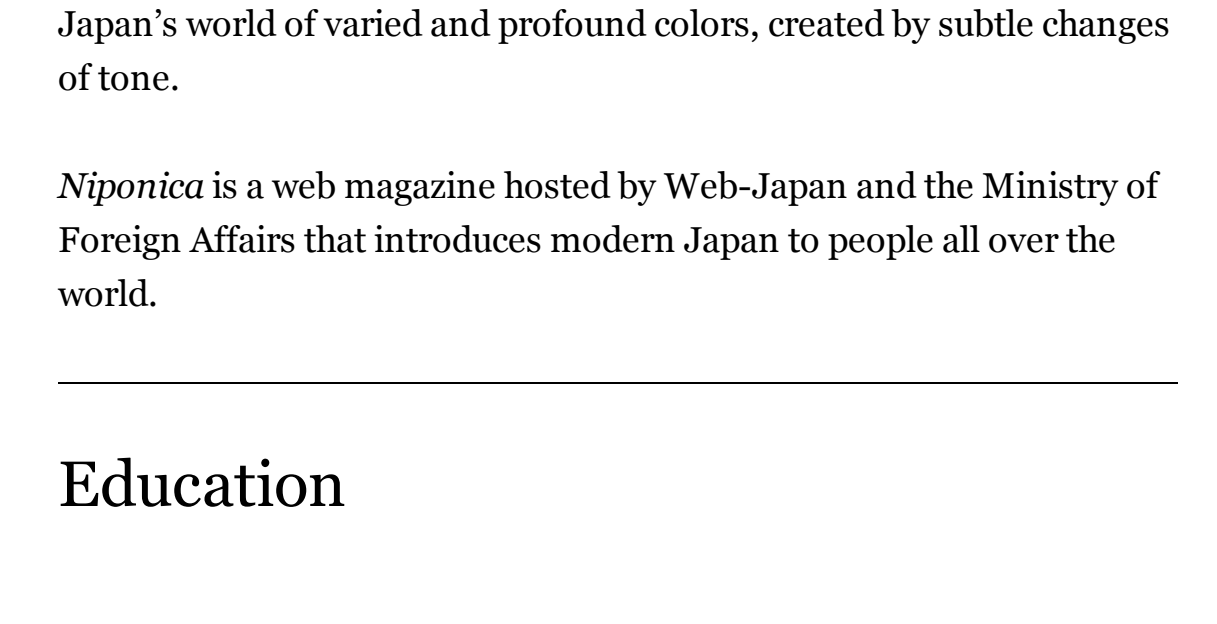 Japan’s world of varied and profound colors, created by subtle changes
of tone.
Niponica is a web magazine hosted by Web-Japan and the Ministry of
Foreign Affairs that introduces modern Japan to people all over the
world.
Education